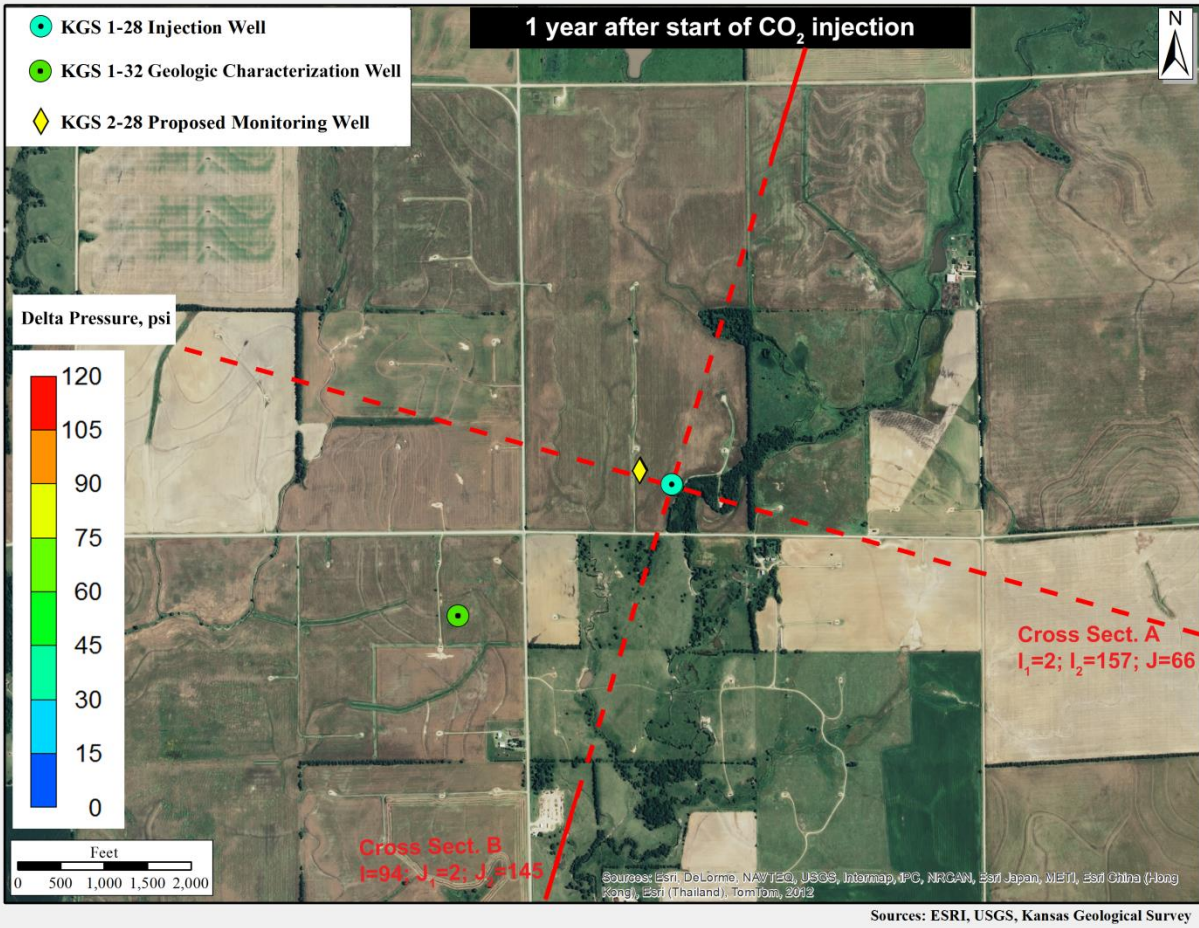 KGS 1-28 Injection Well
KGS 1-32 Geologic Characterization Well
KGS 2-28 Proposed Monitoring Well
1 year after start of CO₂ injection
N
Delta Pressure, psi
120
105
90
75
60
45
30
15
0
Cross Sect. A
I₁=2; I₂=157; J=66
Cross Sect. B
I=94; J₁=2; J =145
Feet
0 500 1,000 1,500 2,000
Sources: Esri, DeLorme, NAVTEQ, USGS, Intermap, iPC, NRCAN, Esri Japan, METI, Esri China (Hong
Kong), Esri (Thailand), TomTom, 2012
Sources: ESRI, USGS, Kansas Geological Survey